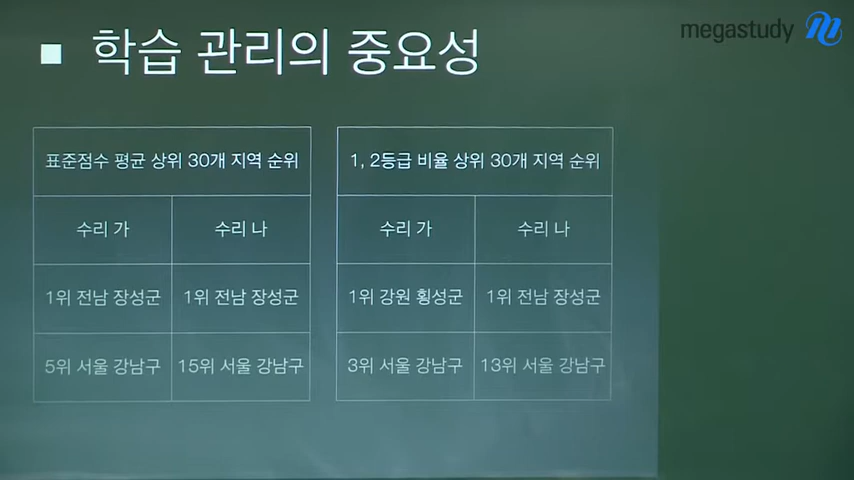 megastudy
■ 학습 관리의 중요성
표준점수 평균 상위 30개 지역 순위
수리 가 수리 나
1위 전남 장성군 1위 전남 장성군
5위 서울 강남구 15위 서울 강남구
1, 2등급 비율 상위 30개 지역 순위
수리 가 수리 나
1위 강원 횡성군 1위 전남 장성군
3위 서울 강남구 13위 서울 강남구